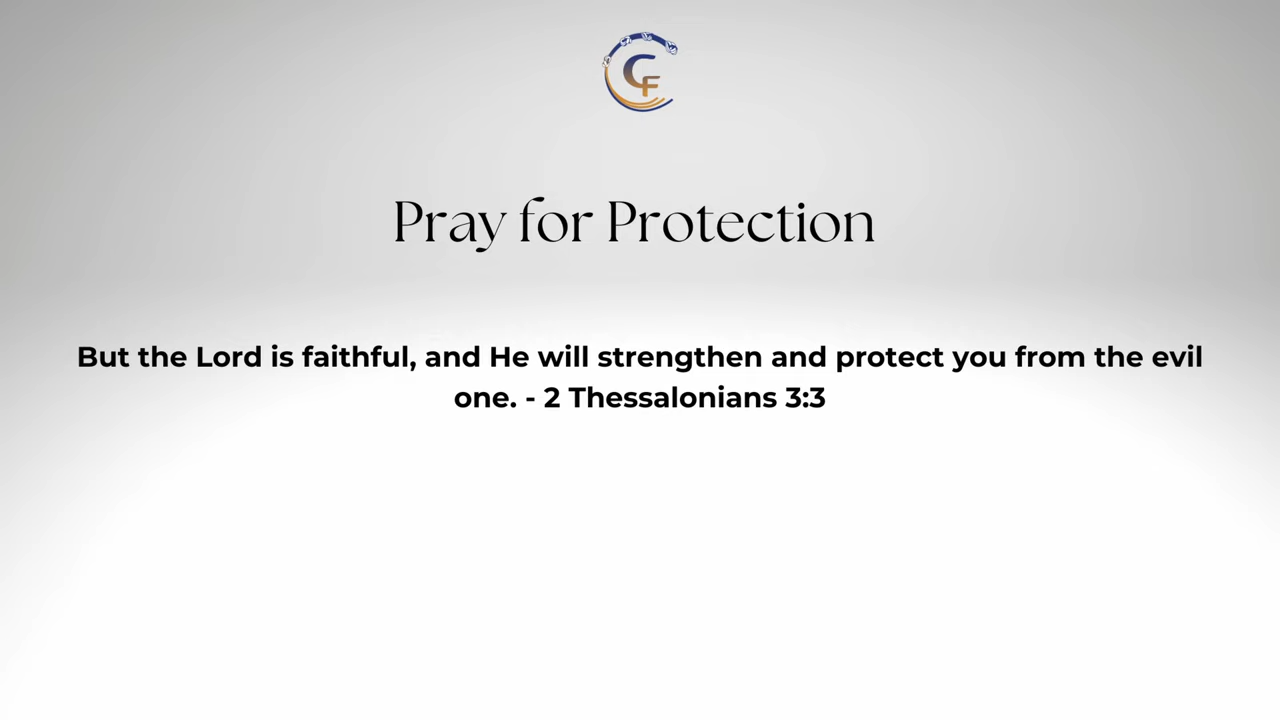 CF
Pray for Protection
But the Lord is faithful, and He will strengthen and protect you from the evil
one. - 2 Thessalonians 3:3